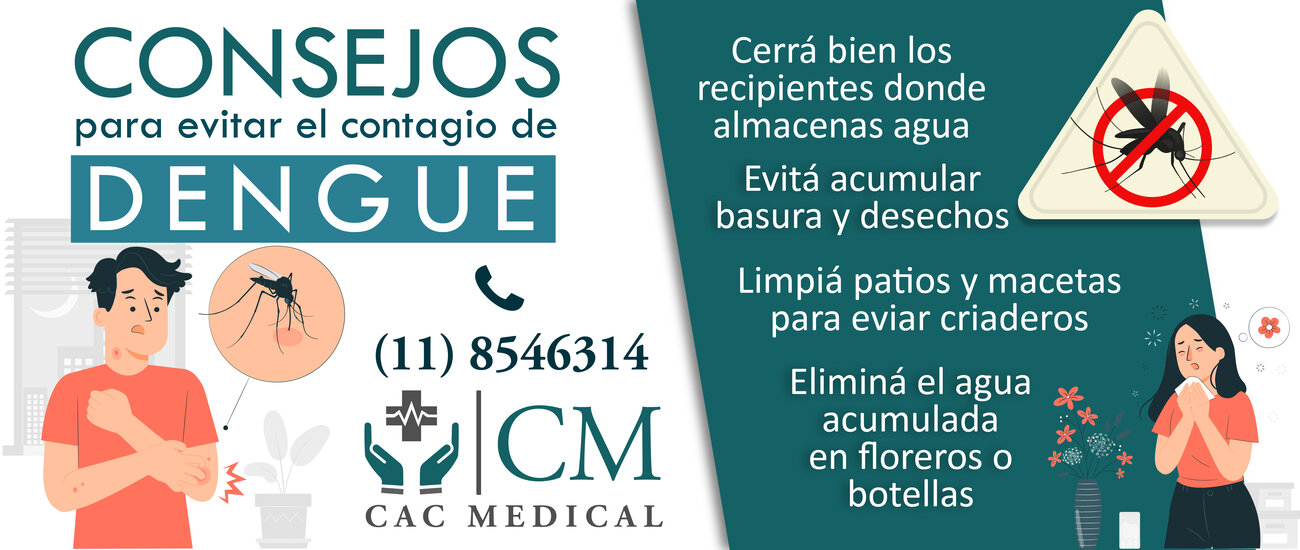 CONSEJOS
para evitar el contagio de
DENGUE
(11) 8546314
CM
CAC MEDICAL
Cerrá bien los
recipientes donde
almacenas agua
Evitá acumular
basura y desechos
Limpiá patios y macetas
para eviar criaderos
Eliminá el agua
acumulada
en floreros o
botellas